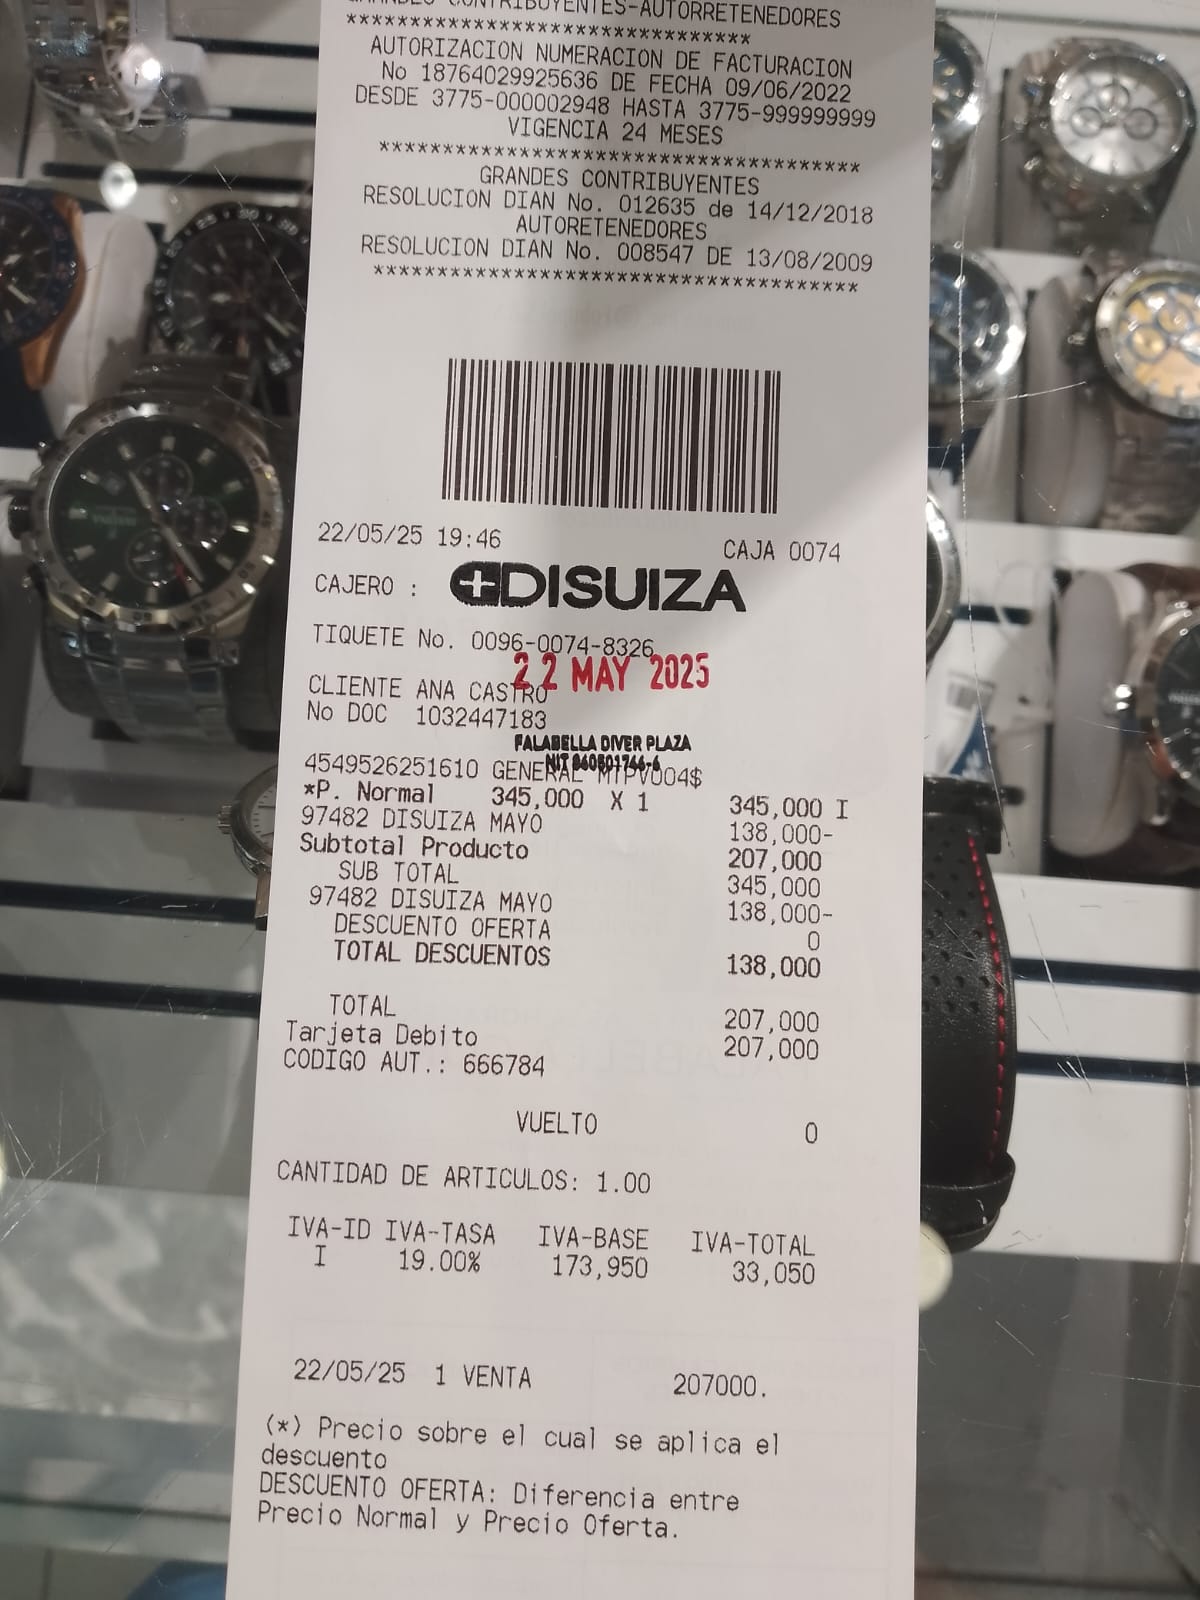 GRANDES CONTRIBUYENTES-AUTORRETENEDORES
*******************************
AUTORIZACION NUMERACION DE FACTURACION
No 18764029925636 DE FECHA 09/06/2022
DESDE 3775-000002948 HASTA 3775-999999999
VIGENCIA 24 MESES
*************************************
GRANDES CONTRIBUYENTES
RESOLUCION DIAN No. 012635 de 14/12/2018
AUTORETENEDORES
RESOLUCION DIAN No. 008547 DE 13/08/2009
*************************************
22/05/25 19:46 CAJA 0074
CAJERO : DISUIZA
TIQUETE No. 0096-0074-8326
22 MAY 2025
CLIENTE ANA CASTRO
No DOC 1032447183
FALABELLA DIVER PLAZA
NIT
4549526251610 GENERAL MTPV004$
*P. Normal 345,000 X 1 345,000 I
97482 DISUIZA MAYO 138,000-
Subtotal Producto 207,000
SUB TOTAL 345,000
97482 DISUIZA MAYO 138,000-
DESCUENTO OFERTA 0
TOTAL DESCUENTOS 138,000
TOTAL 207,000
Tarjeta Debito 207,000
CODIGO AUT.: 666784
VUELTO 0
CANTIDAD DE ARTICULOS: 1.00
IVA-ID IVA-TASA IVA-BASE IVA-TOTAL
I 19.00% 173,950 33,050
22/05/25 1 VENTA 207000.
(*) Precio sobre el cual se aplica el
descuento
DESCUENTO OFERTA: Diferencia entre
Precio Normal y Precio Oferta.